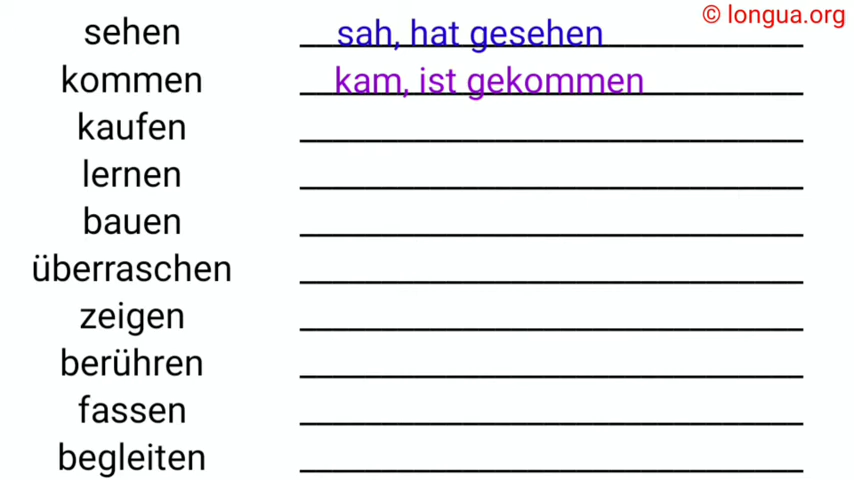 © longua.org
sehen sah, hat gesehen
kommen kam, ist gekommen
kaufen
lernen
bauen
überraschen
zeigen
berühren
fassen
begleiten